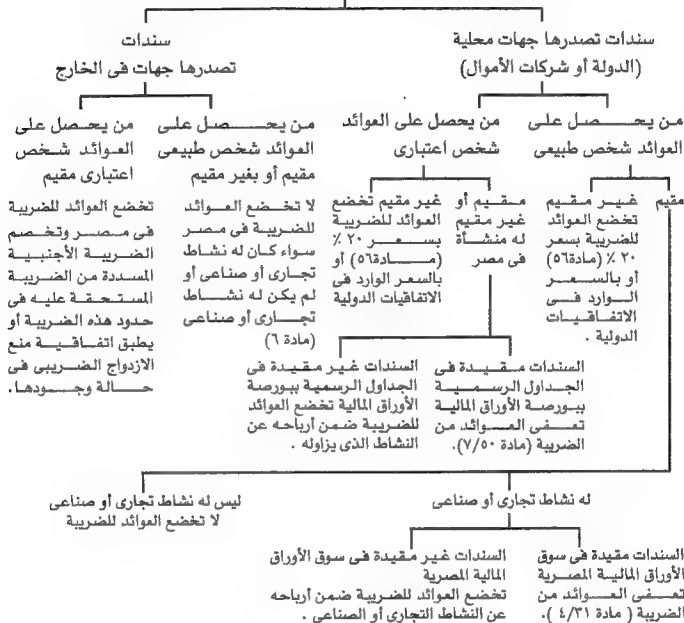 سندات تصدرها جهات محلية
(الدولة أو شركات الأموال)
سندات
تصدرها جهات فى الخارج
من يحصل على
العوائد شخص طبيعى
من يحصل على العوائد
شخص اعتبارى
من يحصل على
العوائد شخص طبيعى
مقيم أو بغير مقيم
من يحصل على
العوائد شخص
اعتبارى مقيم
مقيم
غير مقيم
تخضع العوائد
للضريبة بسعر
٢٠ ٪ (مادة٥٦)
أو بالسعر
الوارد فى
الاتفاقيات
الدولية .
مقيم أو
غير مقيم
له منشأة
فى مصر
غير مقيم تخضع
العوائد للضريبة
بسعر ٢٠ ٪
(مادة٥٦) أو
بالسعر الوارد فى
الاتفاقيات الدولية
لا تخضع العوائد
للضريبة فى مصر
سواء كان له نشاط
تجارى أو صناعى أو
لم يكن له نشاط
تجارى أو صناعى
(مادة ٦)
تخضع العوائد للضريبة
فى مصر وتخصم
الضريبة الأجنبية
المسددة من الضريبة
المستحقة عليه فى
حدود هذه الضريبة أو
يطبق اتفاقية منع
الازدواج الضريبى فى
حالة وجودها.
السندات مقيدة فى
الجداول الرسمية
ببورصة الأوراق المالية
تعفى العوائد من
الضريبة (مادة ٧/٥٠).
السندات غير مقيدة فى
الجداول الرسمية ببورصة
الأوراق المالية تخضع العوائد
للضريبة ضمن أرباحه عن
النشاط الذى يزاوله .
له نشاط تجارى أو صناعى
ليس له نشاط تجارى أو صناعى
لا تخضع العوائد للضريبة
السندات مقيدة فى سوق
الأوراق المالية المصرية
تعفى العوائد من
الضريبة ( مادة ٤/٣١ ).
السندات غير مقيدة فى سوق الأوراق
المالية المصرية
تخضع العوائد للضريبة ضمن أرباحه
عن النشاط التجارى أو الصناعى .